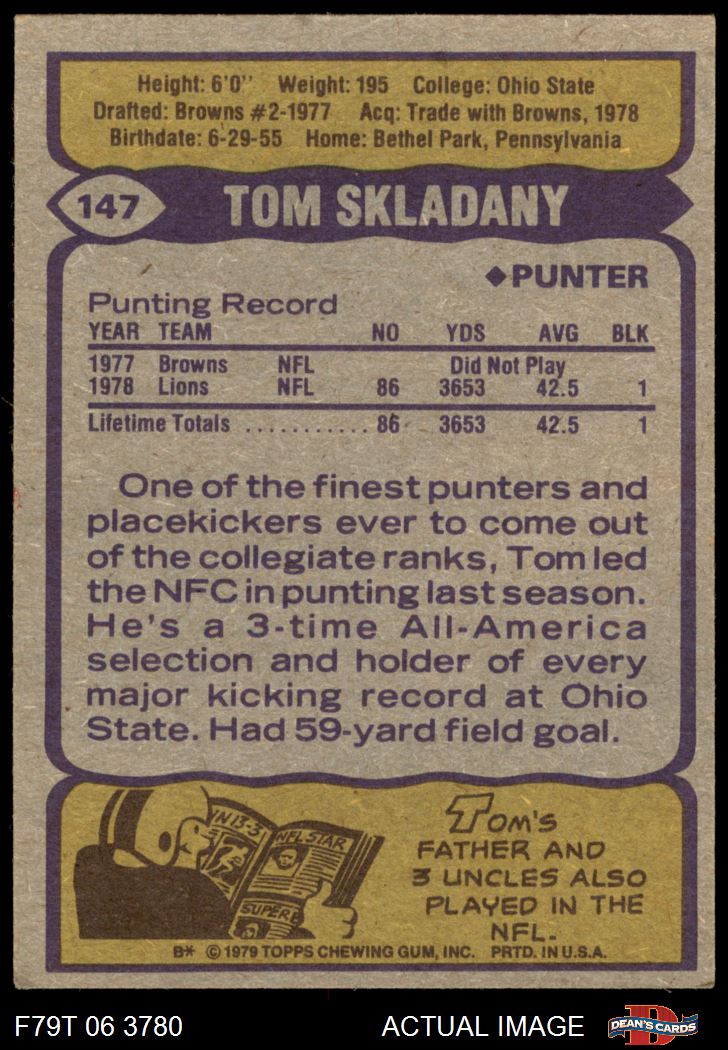 Height: 6'0'' Weight: 195 College: Ohio State
Drafted: Browns #2-1977 Acq: Trade with Browns, 1978
Birthdate: 6-29-55 Home: Bethel Park, Pennsylvania
147 TOM SKLADANY
◆PUNTER
Punting Record
YEAR TEAM NO YDS AVG BLK
1977 Browns NFL Did Not Play
1978 Lions NFL 86 3653 42.5 1
Lifetime Totals ........... 86 3653 42.5 1
One of the finest punters and
placekickers ever to come out
of the collegiate ranks, Tom led
the NFC in punting last season.
He's a 3-time All-America
selection and holder of every
major kicking record at Ohio
State. Had 59-yard field goal.
WIN 13-3
NFL STAR
SUPERB
TOM'S
FATHER AND
3 UNCLES ALSO
PLAYED IN THE
NFL.
B* © 1979 TOPPS CHEWING GUM, INC. PRTD. IN U.S.A.
F79T 06 3780 ACTUAL IMAGE D DEAN'S CARDS